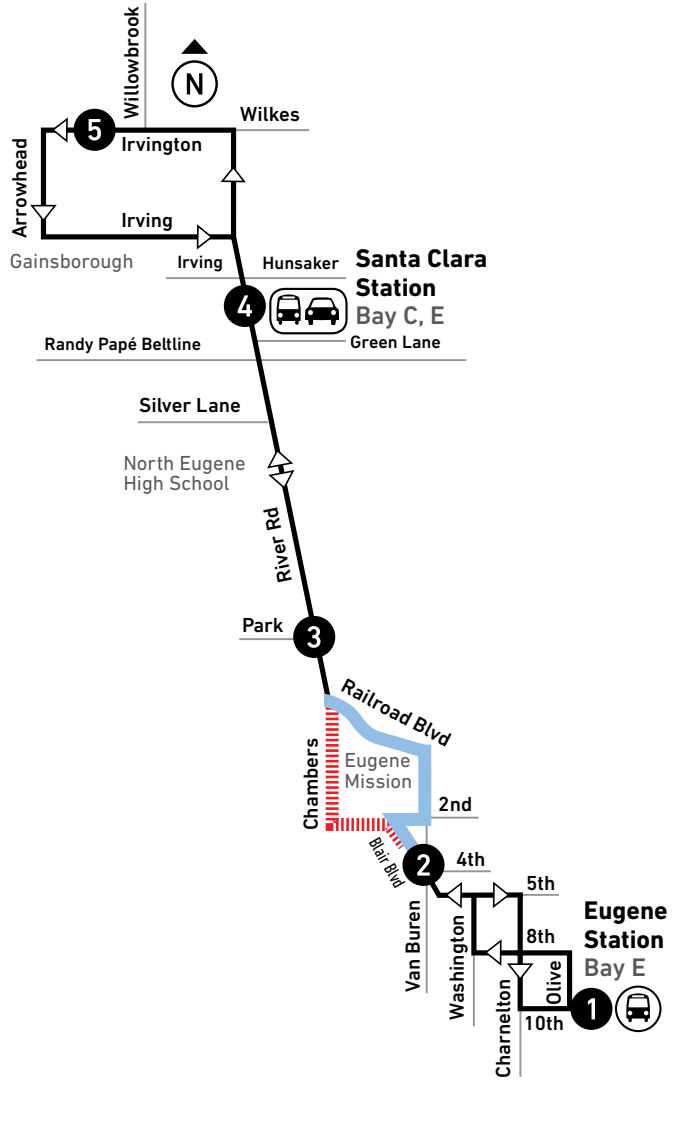 Willowbrook
N
Wilkes
5
Irvington
Arrowhead
Irving
Gainsborough
Irving
Hunsaker
Santa Clara
Station
Bay C, E
4
Green Lane
Randy Papé Beltline
Silver Lane
North Eugene
High School
River Rd
Park
3
Railroad Blvd
Chambers
Eugene
Mission
2nd
Blair Blvd
2
4th
5th
Van Buren
Washington
8th
Eugene
Station
Bay E
Olive
1
Charnelton
10th